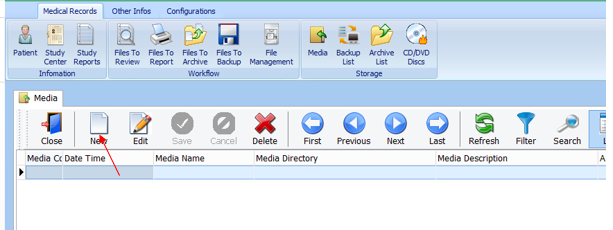 Medical Records Other Infos Configurations
Patient Study Center Study Reports Files To Review Files To Report Files To Archive Files To Backup File Management Media Backup List Archive List CD/DVD Discs
Infomation Workflow Storage
Media
Close New Edit Save Cancel Delete First Previous Next Last Refresh Filter Search
Media Co Date Time Media Name Media Directory Media Description A